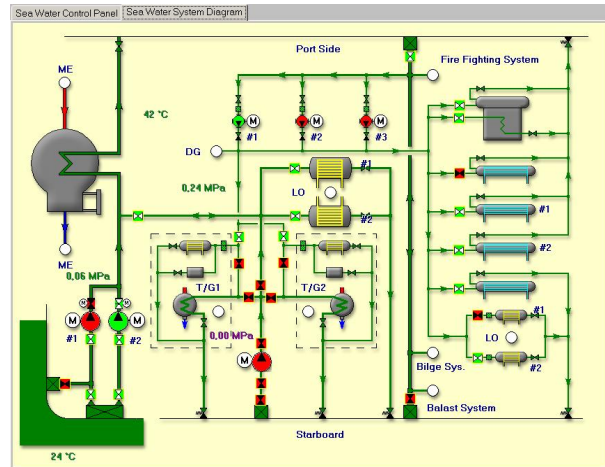 Sea Water Control Panel
Sea Water System Diagram
Port Side
Fire Fighting System
ME
42 °C
M
M
M
#1
#2
#3
DG
#1
LO
#2
0,24 MPa
#1
#2
ME
0,06 MPa
M
M
M
M
#1
#2
T/G1
T/G2
0,00 MPa
M
#1
LO
#2
Bilge Sys.
Balast System
Starboard
24 °C